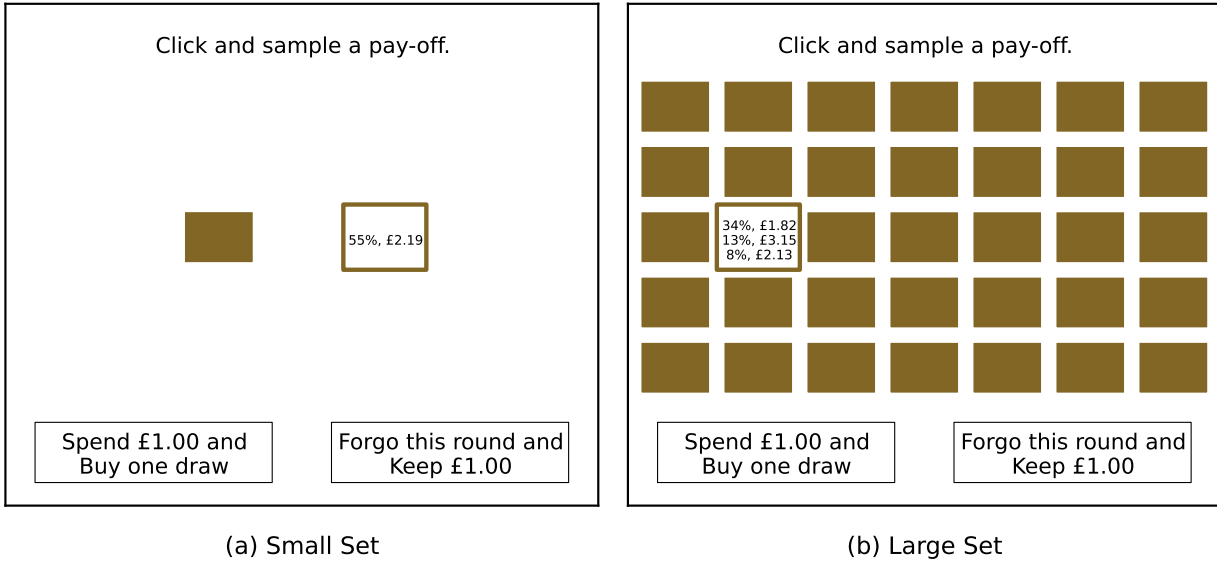 Click and sample a pay-off.
55%, £2.19
Spend £1.00 and
Buy one draw
Forgo this round and
Keep £1.00
(a) Small Set
Click and sample a pay-off.
34%, £1.82
13%, £3.15
8%, £2.13
Spend £1.00 and
Buy one draw
Forgo this round and
Keep £1.00
(b) Large Set